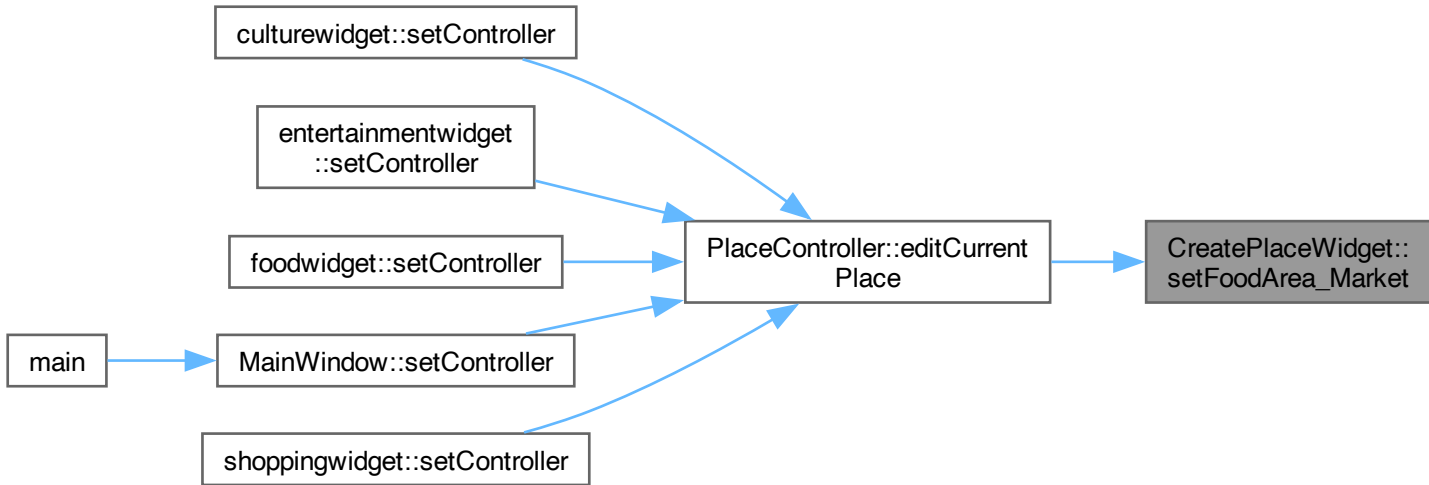 culturewidget::setController
entertainmentwidget
::setController
foodwidget::setController
main
MainWindow::setController
shoppingwidget::setController
PlaceController::editCurrent
Place
CreatePlaceWidget::
setFoodArea_Market